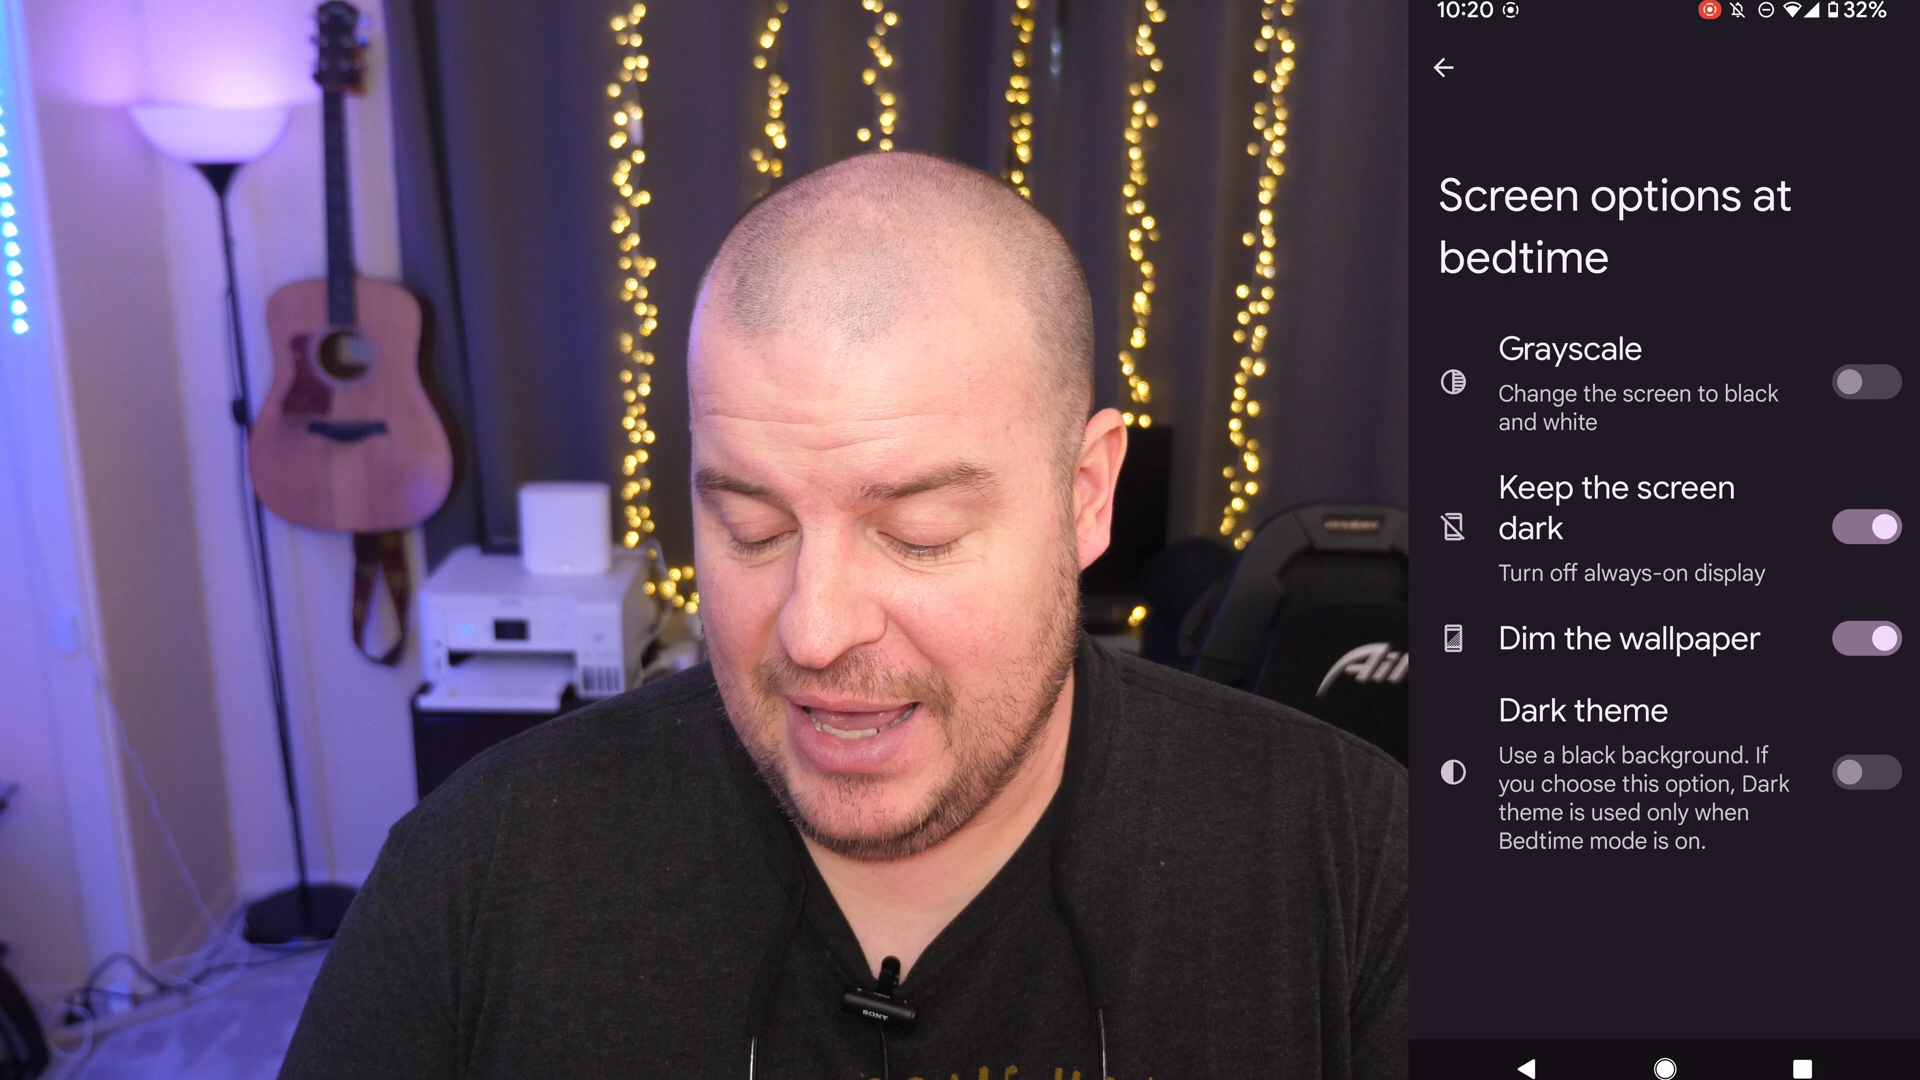 10:20
32%
Screen options at
bedtime
Grayscale
Change the screen to black
and white
Keep the screen
dark
Turn off always-on display
Dim the wallpaper
Dark theme
Use a black background. If
you choose this option, Dark
theme is used only when
Bedtime mode is on.
SONY